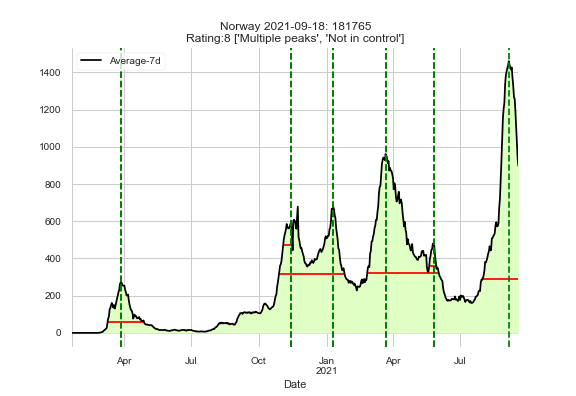 Norway 2021-09-18: 181765
Rating:8 ['Multiple peaks', 'Not in control']
Average-7d
1400
1200
1000
800
600
400
200
0
Apr Jul Oct Jan Apr Jul
2021
Date